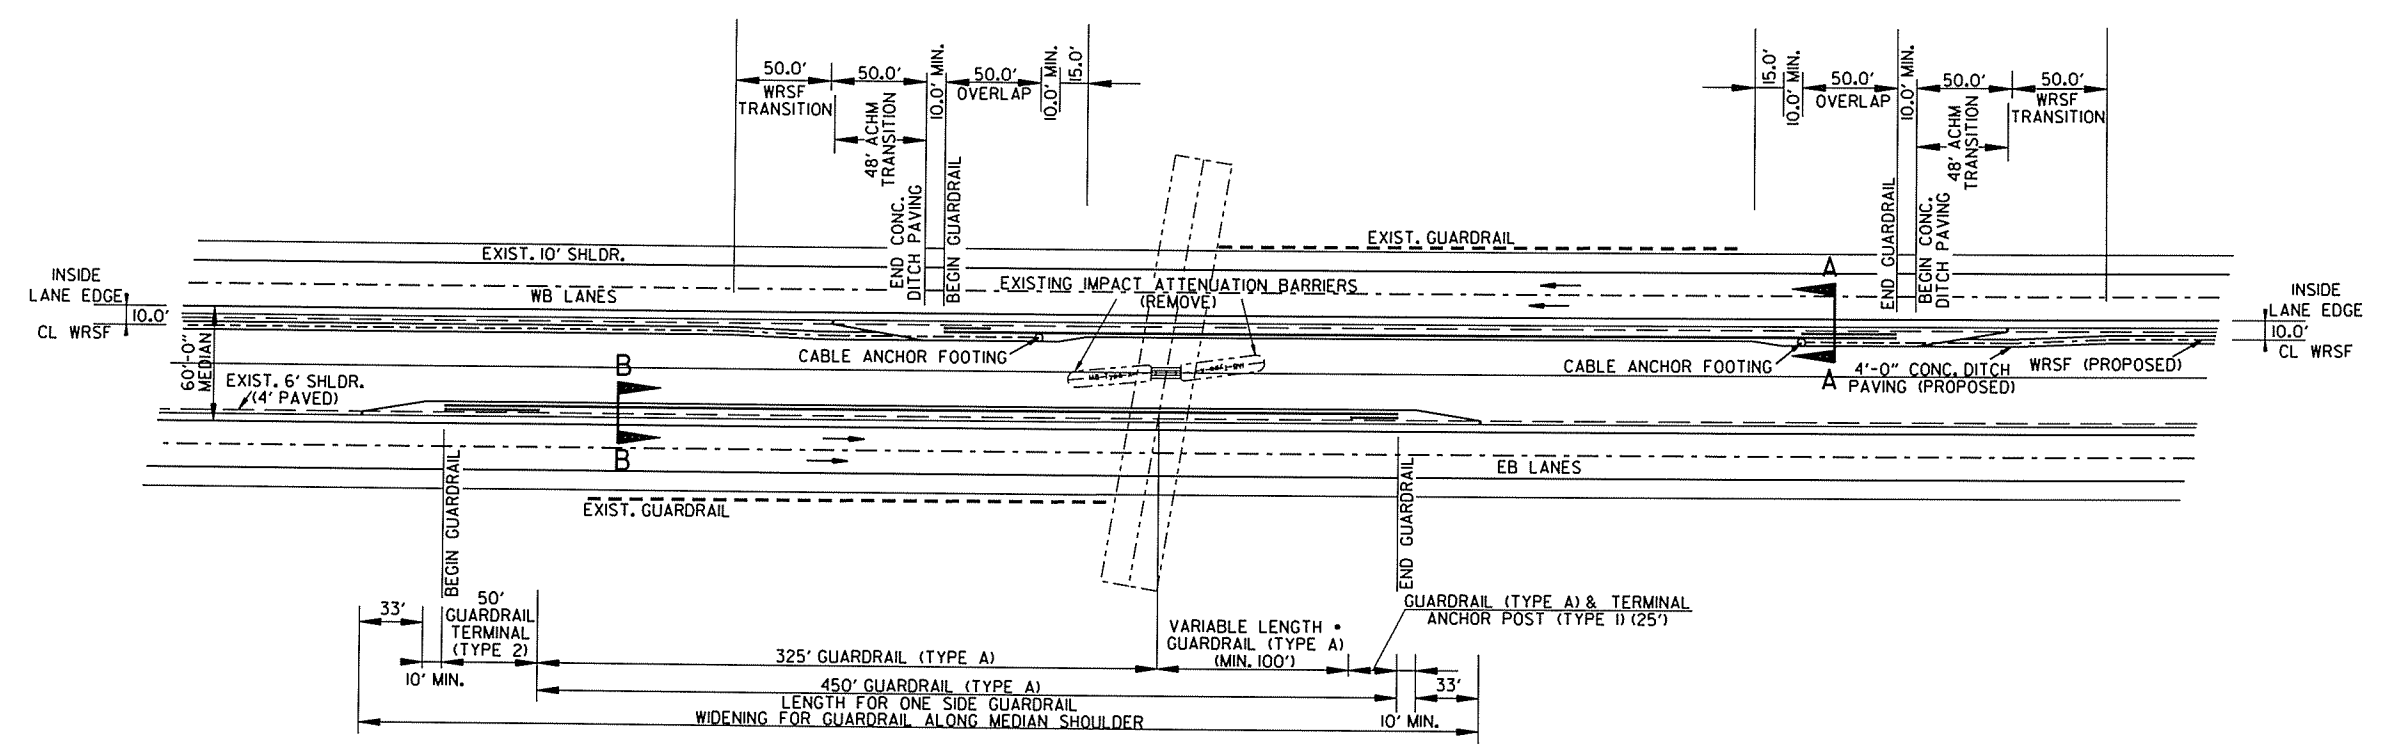 50.0'
WRSF
TRANSITION
50.0'
48' ACHM
TRANSITION
10.0' MIN.
50.0'
OVERLAP
10.0' MIN.
15.0'
END CONC.
DITCH PAVING
BEGIN GUARDRAIL
15.0'
10.0' MIN.
50.0'
OVERLAP
10.0' MIN.
50.0'
48' ACHM
TRANSITION
50.0'
WRSF
TRANSITION
END GUARDRAIL
BEGIN CONC.
DITCH PAVING
EXIST. 10' SHLDR.
EXIST. GUARDRAIL
INSIDE
LANE EDGE
10.0'
CL WRSF
WB LANES
EXISTING IMPACT ATTENUATION BARRIERS
(REMOVE)
A
INSIDE
LANE EDGE
10.0'
CL WRSF
60'-0"
MEDIAN
CABLE ANCHOR FOOTING
CABLE ANCHOR FOOTING
A
4'-0" CONC. DITCH
PAVING (PROPOSED)
WRSF (PROPOSED)
EXIST. 6' SHLDR.
(4' PAVED)
B
B
EB LANES
EXIST. GUARDRAIL
BEGIN GUARDRAIL
END GUARDRAIL
33'
10' MIN.
50'
GUARDRAIL
TERMINAL
(TYPE 2)
325' GUARDRAIL (TYPE A)
VARIABLE LENGTH •
GUARDRAIL (TYPE A)
(MIN. 100')
GUARDRAIL (TYPE A) & TERMINAL
ANCHOR POST (TYPE 1) (25')
450' GUARDRAIL (TYPE A)
LENGTH FOR ONE SIDE GUARDRAIL
WIDENING FOR GUARDRAIL ALONG MEDIAN SHOULDER
33'
10' MIN.